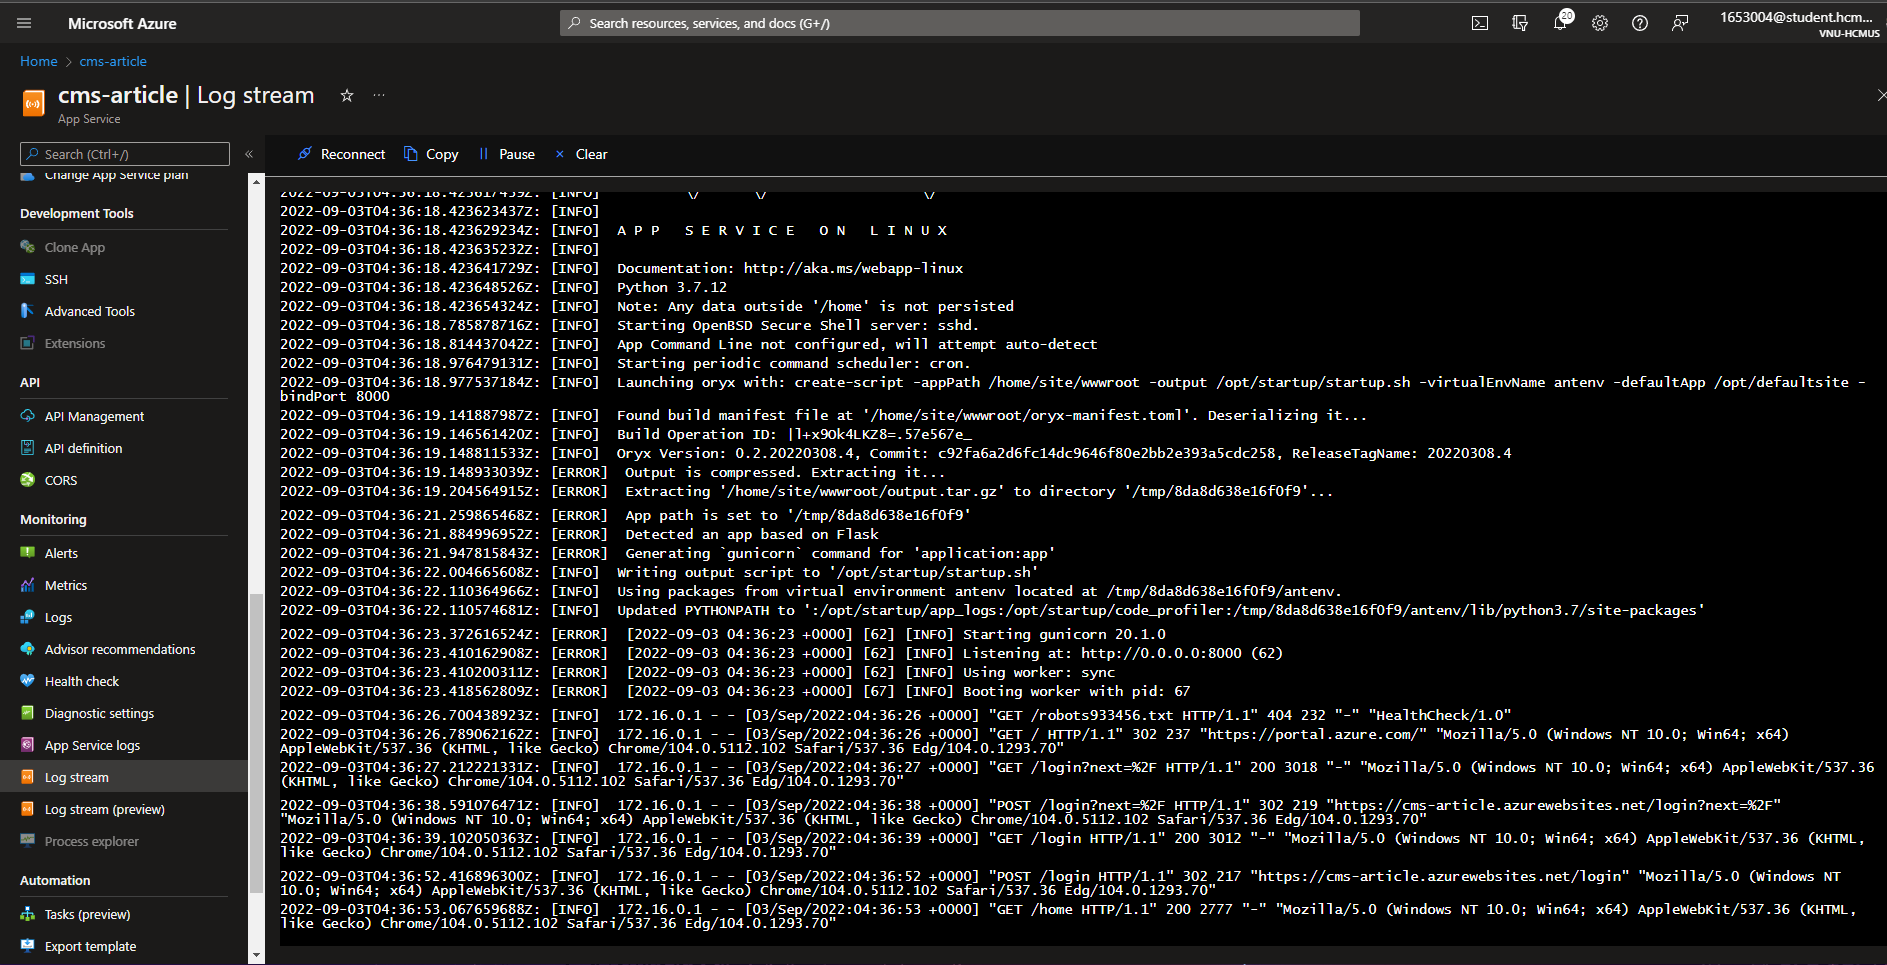 Microsoft Azure
Search resources, services, and docs (G+/)
20
1653004@student.hcm...
VNU-HCMUS
Home > cms-article
cms-article | Log stream
...
App Service
Search (Ctrl+/)
«
Change App Service plan
Development Tools
Clone App
SSH
Advanced Tools
Extensions
API
API Management
API definition
CORS
Monitoring
Alerts
Metrics
Logs
Advisor recommendations
Health check
Diagnostic settings
App Service logs
Log stream
Log stream (preview)
Process explorer
Automation
Tasks (preview)
Export template
Reconnect
Copy
Pause
Clear
2022-09-03T04:36:18.423617439Z: [INFO] \/ \/ \/
2022-09-03T04:36:18.423623437Z: [INFO]
2022-09-03T04:36:18.423629234Z: [INFO] A P P   S E R V I C E   O N   L I N U X
2022-09-03T04:36:18.423635232Z: [INFO]
2022-09-03T04:36:18.423641729Z: [INFO] Documentation: http://aka.ms/webapp-linux
2022-09-03T04:36:18.423648526Z: [INFO] Python 3.7.12
2022-09-03T04:36:18.423654324Z: [INFO] Note: Any data outside '/home' is not persisted
2022-09-03T04:36:18.785878716Z: [INFO] Starting OpenBSD Secure Shell server: sshd.
2022-09-03T04:36:18.814437042Z: [INFO] App Command Line not configured, will attempt auto-detect
2022-09-03T04:36:18.976479131Z: [INFO] Starting periodic command scheduler: cron.
2022-09-03T04:36:18.977537184Z: [INFO] Launching oryx with: create-script -appPath /home/site/wwwroot -output /opt/startup/startup.sh -virtualEnvName antenv -defaultApp /opt/defaultsite -
bindPort 8000
2022-09-03T04:36:19.141887987Z: [INFO] Found build manifest file at '/home/site/wwwroot/oryx-manifest.toml'. Deserializing it...
2022-09-03T04:36:19.146561420Z: [INFO] Build Operation ID: |l+x9Ok4LKZ8=.57e567e_
2022-09-03T04:36:19.148811533Z: [INFO] Oryx Version: 0.2.20220308.4, Commit: c92fa6a2d6fc14dc9646f80e2bb2e393a5cdc258, ReleaseTagName: 20220308.4
2022-09-03T04:36:19.148933039Z: [ERROR] Output is compressed. Extracting it...
2022-09-03T04:36:19.204564915Z: [ERROR] Extracting '/home/site/wwwroot/output.tar.gz' to directory '/tmp/8da8d638e16f0f9'...
2022-09-03T04:36:21.259865468Z: [ERROR] App path is set to '/tmp/8da8d638e16f0f9'
2022-09-03T04:36:21.884996952Z: [ERROR] Detected an app based on Flask
2022-09-03T04:36:21.947815843Z: [ERROR] Generating `gunicorn` command for 'application:app'
2022-09-03T04:36:22.004665608Z: [INFO] Writing output script to '/opt/startup/startup.sh'
2022-09-03T04:36:22.110364966Z: [INFO] Using packages from virtual environment antenv located at /tmp/8da8d638e16f0f9/antenv.
2022-09-03T04:36:22.110574681Z: [INFO] Updated PYTHONPATH to ':/opt/startup/app_logs:/opt/startup/code_profiler:/tmp/8da8d638e16f0f9/antenv/lib/python3.7/site-packages'
2022-09-03T04:36:23.372616524Z: [ERROR] [2022-09-03 04:36:23 +0000] [62] [INFO] Starting gunicorn 20.1.0
2022-09-03T04:36:23.410162908Z: [ERROR] [2022-09-03 04:36:23 +0000] [62] [INFO] Listening at: http://0.0.0.0:8000 (62)
2022-09-03T04:36:23.410200311Z: [ERROR] [2022-09-03 04:36:23 +0000] [62] [INFO] Using worker: sync
2022-09-03T04:36:23.418562809Z: [ERROR] [2022-09-03 04:36:23 +0000] [67] [INFO] Booting worker with pid: 67
2022-09-03T04:36:26.700438923Z: [INFO] 172.16.0.1 - - [03/Sep/2022:04:36:26 +0000] "GET /robots933456.txt HTTP/1.1" 404 232 "-" "HealthCheck/1.0"
2022-09-03T04:36:26.789062162Z: [INFO] 172.16.0.1 - - [03/Sep/2022:04:36:26 +0000] "GET / HTTP/1.1" 302 237 "https://portal.azure.com/" "Mozilla/5.0 (Windows NT 10.0; Win64; x64)
AppleWebKit/537.36 (KHTML, like Gecko) Chrome/104.0.5112.102 Safari/537.36 Edg/104.0.1293.70"
2022-09-03T04:36:27.212221331Z: [INFO] 172.16.0.1 - - [03/Sep/2022:04:36:27 +0000] "GET /login?next=%2F HTTP/1.1" 200 3018 "-" "Mozilla/5.0 (Windows NT 10.0; Win64; x64) AppleWebKit/537.36
(KHTML, like Gecko) Chrome/104.0.5112.102 Safari/537.36 Edg/104.0.1293.70"
2022-09-03T04:36:38.591076471Z: [INFO] 172.16.0.1 - - [03/Sep/2022:04:36:38 +0000] "POST /login?next=%2F HTTP/1.1" 302 219 "https://cms-article.azurewebsites.net/login?next=%2F"
"Mozilla/5.0 (Windows NT 10.0; Win64; x64) AppleWebKit/537.36 (KHTML, like Gecko) Chrome/104.0.5112.102 Safari/537.36 Edg/104.0.1293.70"
2022-09-03T04:36:39.102050363Z: [INFO] 172.16.0.1 - - [03/Sep/2022:04:36:39 +0000] "GET /login HTTP/1.1" 200 3012 "-" "Mozilla/5.0 (Windows NT 10.0; Win64; x64) AppleWebKit/537.36 (KHTML,
like Gecko) Chrome/104.0.5112.102 Safari/537.36 Edg/104.0.1293.70"
2022-09-03T04:36:52.416896300Z: [INFO] 172.16.0.1 - - [03/Sep/2022:04:36:52 +0000] "POST /login HTTP/1.1" 302 217 "https://cms-article.azurewebsites.net/login" "Mozilla/5.0 (Windows NT
10.0; Win64; x64) AppleWebKit/537.36 (KHTML, like Gecko) Chrome/104.0.5112.102 Safari/537.36 Edg/104.0.1293.70"
2022-09-03T04:36:53.067659688Z: [INFO] 172.16.0.1 - - [03/Sep/2022:04:36:53 +0000] "GET /home HTTP/1.1" 200 2777 "-" "Mozilla/5.0 (Windows NT 10.0; Win64; x64) AppleWebKit/537.36 (KHTML,
like Gecko) Chrome/104.0.5112.102 Safari/537.36 Edg/104.0.1293.70"